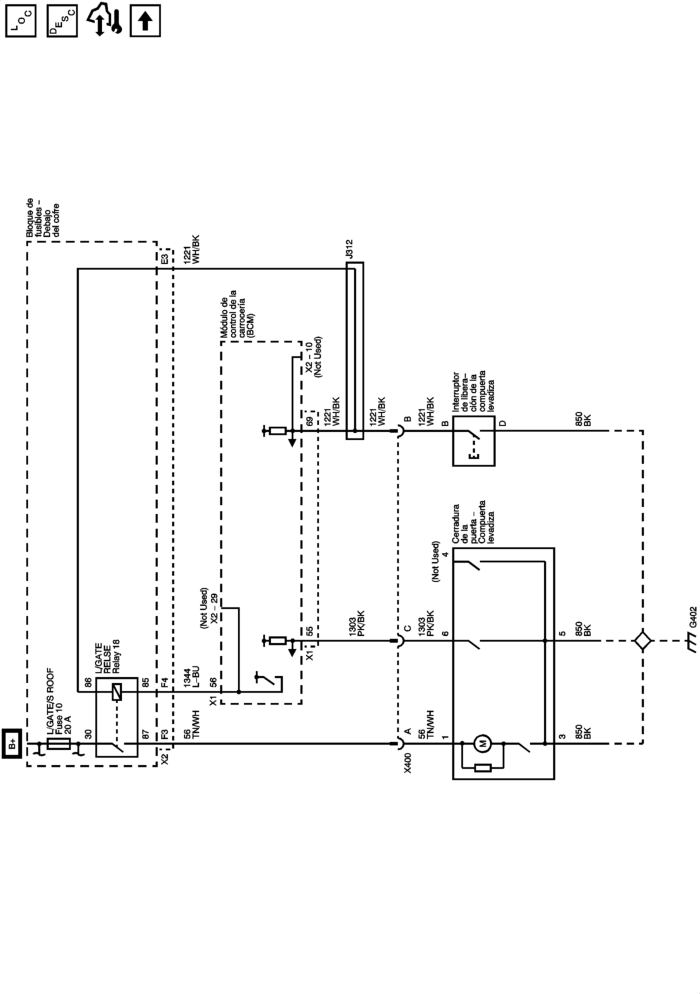 LOC
DESC
B+
Bloque de
fusibles –
Debajo
del cofre
L/GATE/S ROOF
Fuse 10
20 A
L/GATE
RELSE
Relay 18
30
86
87
85
X2
F3
F4
E3
56
TN/WH
1344
L–BU
1221
WH/BK
Módulo de
control de la
carrocería
(BCM)
(Not Used)
X2 – 29
X2 – 10
(Not Used)
X1
56
X1
55
69
J312
1303
PK/BK
1221
WH/BK
1221
WH/BK
X400
A
C
B
56
TN/WH
1303
PK/BK
1221
WH/BK
(Not Used)
1
6
4
B
Cerradura
de la
puerta –
Compuerta
levadiza
Interruptor
de libera–
ción de la
compuerta
levadiza
M
3
5
D
850
BK
850
BK
850
BK
G402